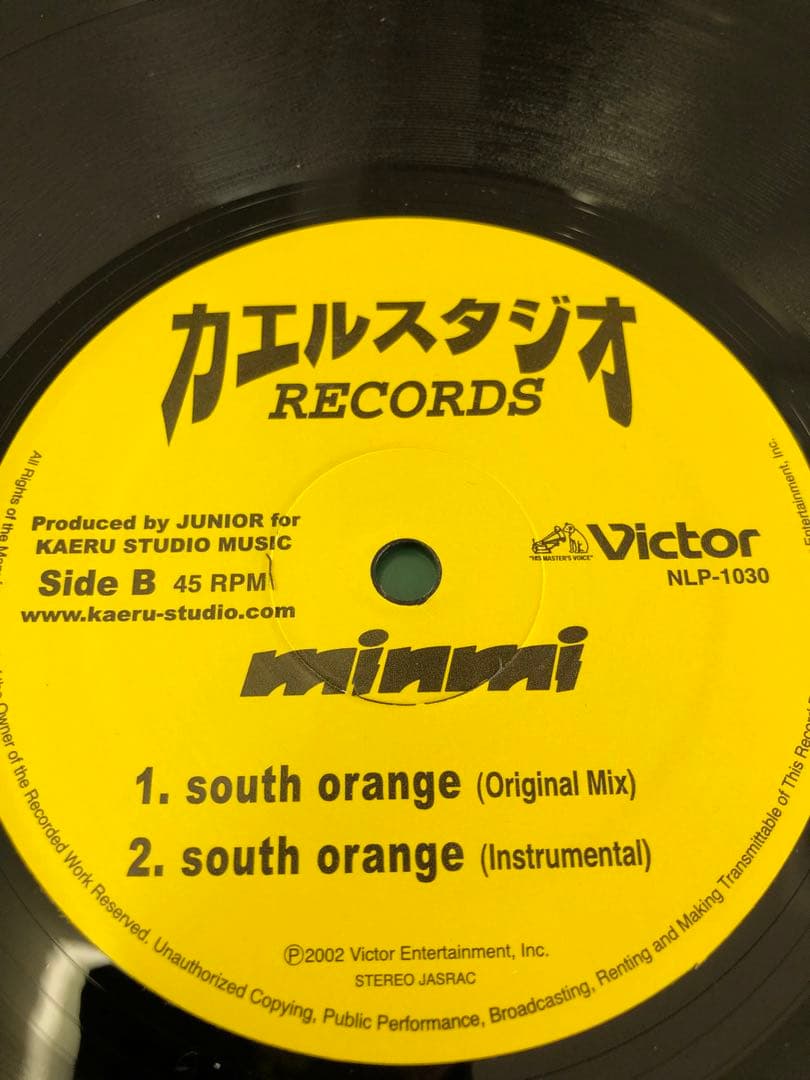 カエルスタジオ
RECORDS
Produced by JUNIOR for
KAERU STUDIO MUSIC
Side B 45 RPM
www.kaeru-studio.com
"HIS MASTER'S VOICE"
Victor
NLP-1030
minmi
1. south orange (Original Mix)
2. south orange (Instrumental)
Ⓟ2002 Victor Entertainment, Inc.
STEREO JASRAC
All Rights of the
the Owner of the Recorded Work Reserved. Unauthorized Copying, Public Performance, Broadcasting, Renting and Making Transmittable of This Record
Entertainment, Inc.